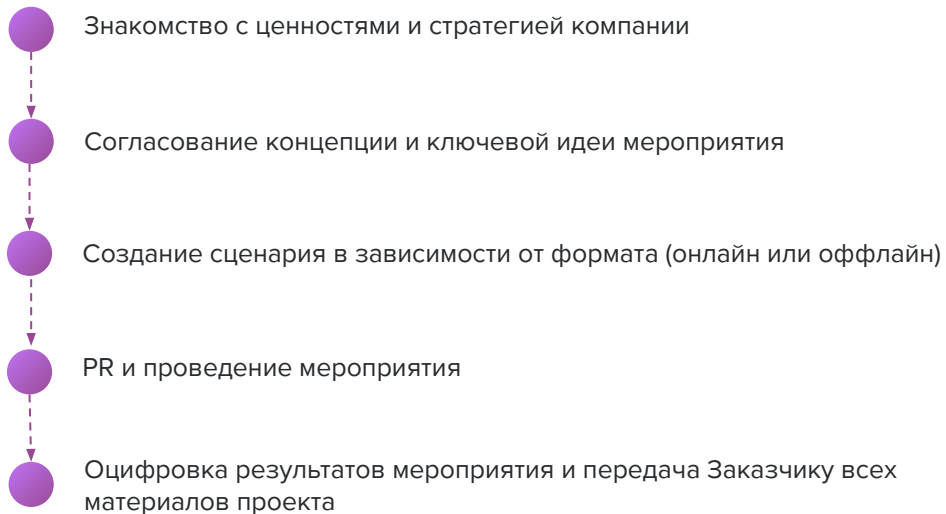 Знакомство с ценностями и стратегией компании
Согласование концепции и ключевой идеи мероприятия
Создание сценария в зависимости от формата (онлайн или оффлайн)
PR и проведение мероприятия
Оцифровка результатов мероприятия и передача Заказчику всех
материалов проекта